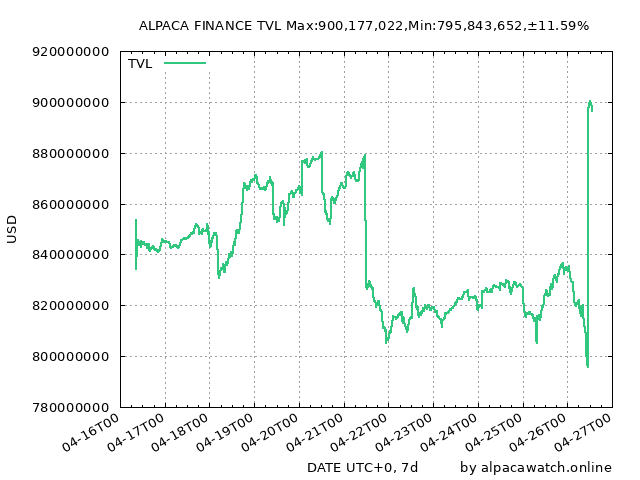 ALPACA FINANCE TVL Max:900,177,022,Min:795,843,652,±11.59%
TVL
920000000
900000000
880000000
860000000
840000000
820000000
800000000
780000000
USD
04-16T00
04-17T00
04-18T00
04-19T00
04-20T00
04-21T00
04-22T00
04-23T00
04-24T00
04-25T00
04-26T00
04-27T00
DATE UTC+0, 7d
by alpacawatch.online